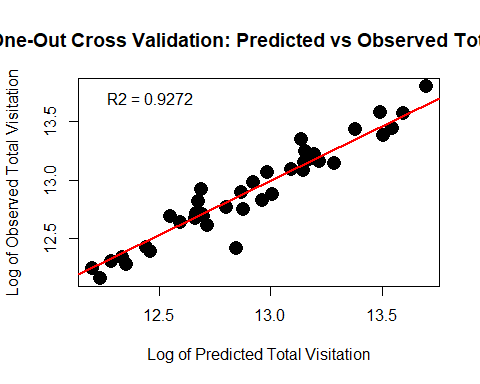 One-Out Cross Validation: Predicted vs Observed Tot
R2 = 0.9272
Log of Observed Total Visitation
13.5
13.0
12.5
12.5 13.0 13.5
Log of Predicted Total Visitation